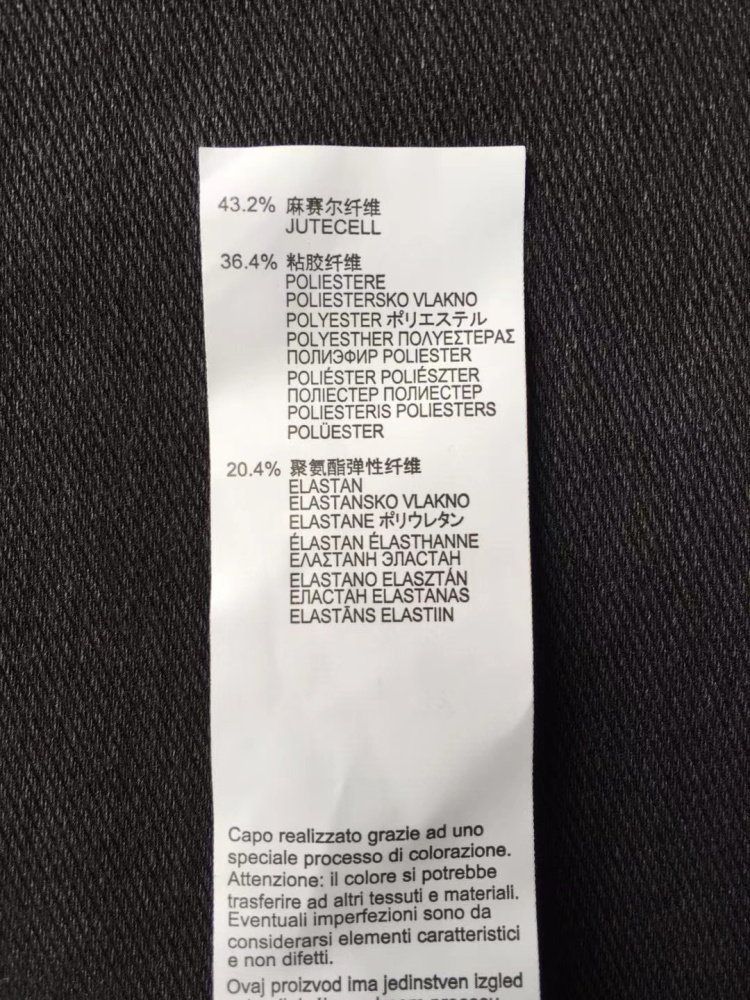 43.2% 麻赛尔纤维
JUTECELL
36.4% 粘胶纤维
POLIESTERE
POLIESTERSKO VLAKNO
POLYESTER ポリエステル
POLYESTHER ΠΟΛΥΕΣΤΕΡΑΣ
ПОЛИЭФИР POLIESTER
POLIÉSTER POLIÉSZTER
ПОЛІЕСТЕР ПОЛИЕСТЕР
POLIESTERIS POLIESTERS
POLÜESTER
20.4% 聚氨酯弹性纤维
ELASTAN
ELASTANSKO VLAKNO
ELASTANE ポリウレタン
ÉLASTAN ÉLASTHANNE
ΕΛΑΣΤΑΝΗ ЭЛАСТАН
ELASTANO ELASZTÁN
ЕЛАСТАН ELASTANAS
ELASTĀNS ELASTIIN
Capo realizzato grazie ad uno
speciale processo di colorazione.
Attenzione: il colore si potrebbe
trasferire ad altri tessuti e materiali.
Eventuali imperfezioni sono da
considerarsi elementi caratteristici
e non difetti.
Ovaj proizvod ima jedinstven izgled